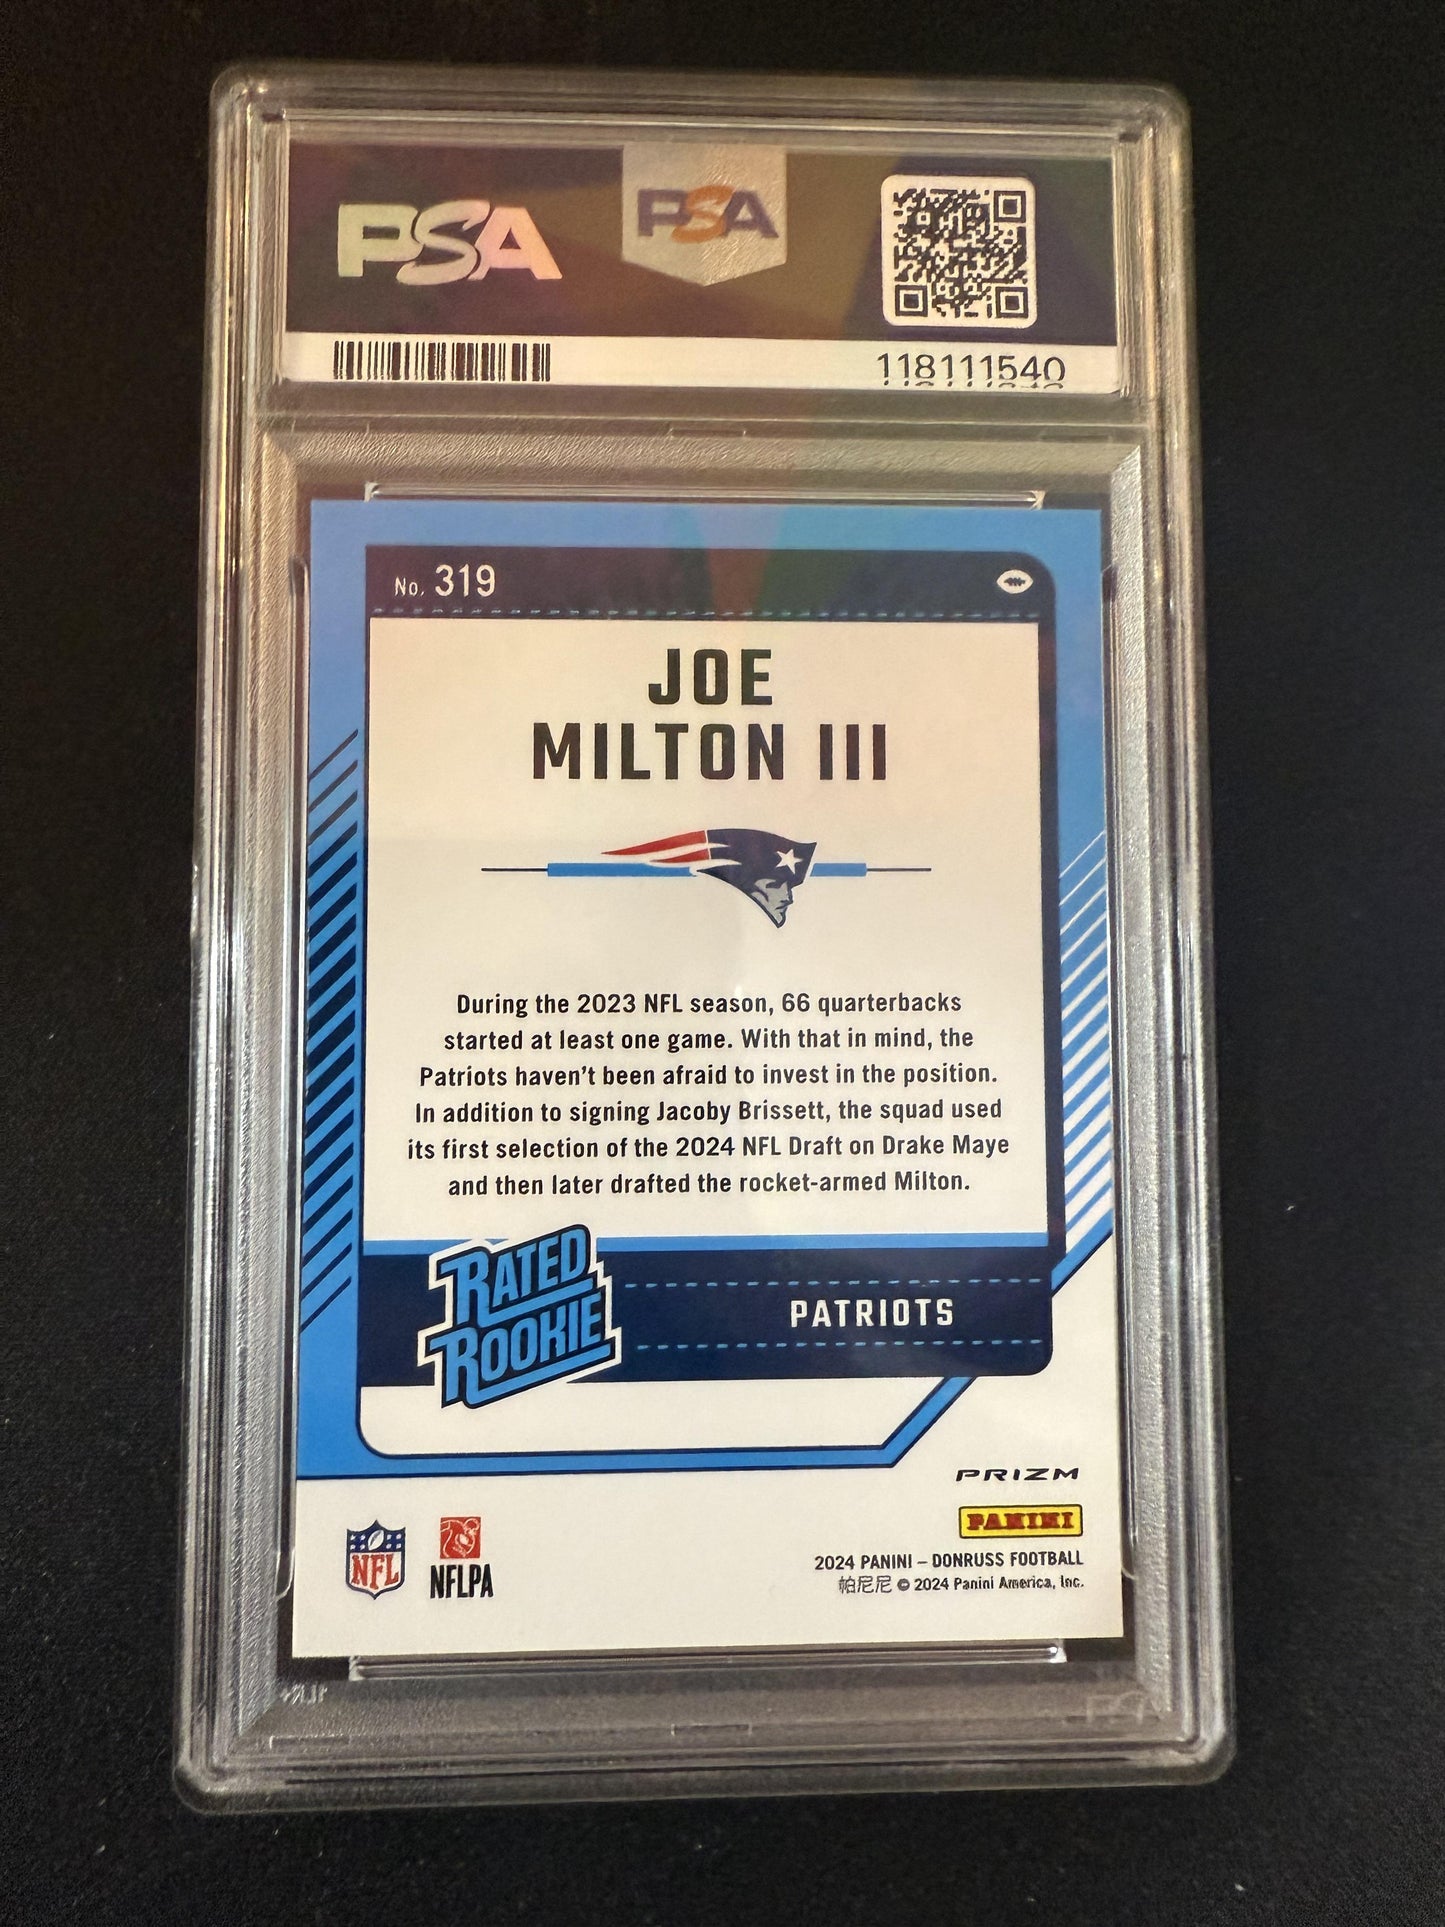 PSA
PSA
118111540
No. 319
JOE
MILTON III
During the 2023 NFL season, 66 quarterbacks
started at least one game. With that in mind, the
Patriots haven't been afraid to invest in the position.
In addition to signing Jacoby Brissett, the squad used
its first selection of the 2024 NFL Draft on Drake Maye
and then later drafted the rocket-armed Milton.
RATED
ROOKIE
PATRIOTS
PRIZM
PANINI
NFL
NFLPA
2024 PANINI – DONRUSS FOOTBALL
帕尼尼 © 2024 Panini America, Inc.
PSA